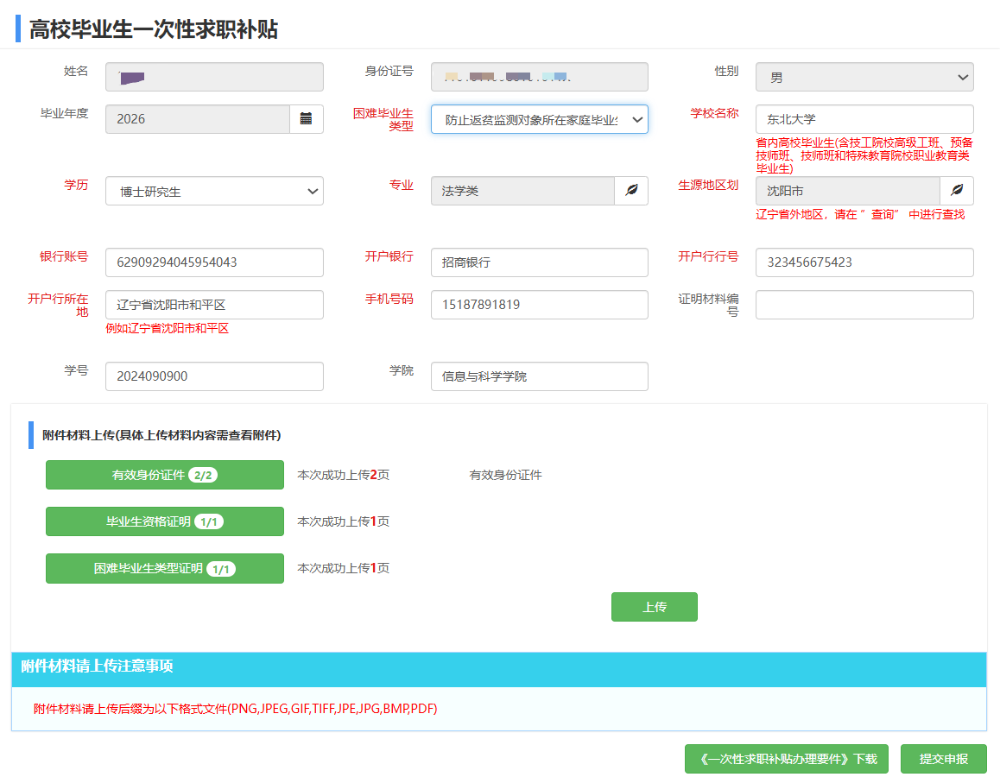 高校毕业生一次性求职补贴
姓名
身份证号
性别
男
毕业年度
2026
困难毕业生
类型
防止返贫监测对象所在家庭毕业
学校名称
东北大学
省内高校毕业生(含技工院校高级工班、预备
技师班、技师班和特殊教育院校职业教育类
毕业生)
学历
博士研究生
专业
法学类
生源地区划
沈阳市
辽宁省外地区，请在 ” 查询” 中进行查找
银行账号
62909294045954043
开户银行
招商银行
开户行行号
323456675423
开户行所在
地
辽宁省沈阳市和平区
例如辽宁省沈阳市和平区
手机号码
15187891819
证明材料编
号
学号
2024090900
学院
信息与科学学院
附件材料上传(具体上传材料内容需查看附件)
有效身份证件 2/2
本次成功上传2页
有效身份证件
毕业生资格证明 1/1
本次成功上传1页
困难毕业生类型证明 1/1
本次成功上传1页
上传
附件材料请上传注意事项
附件材料请上传后缀为以下格式文件(PNG,JPEG,GIF,TIFF,JPE,JPG,BMP,PDF)
《一次性求职补贴办理要件》下载
提交申报